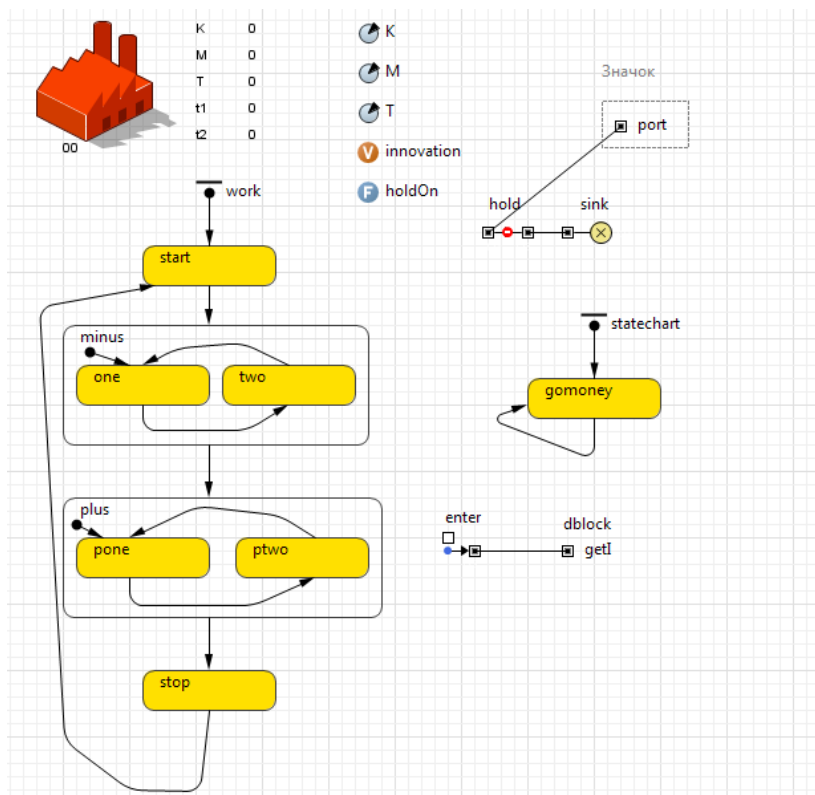 K 0
M 0
T 0
t1 0
t2 0
00
K
M
T
V innovation
F holdOn
Значок
port
hold
sink
work
start
minus
one
two
plus
pone
ptwo
stop
statechart
gomoney
enter
dblock
getI